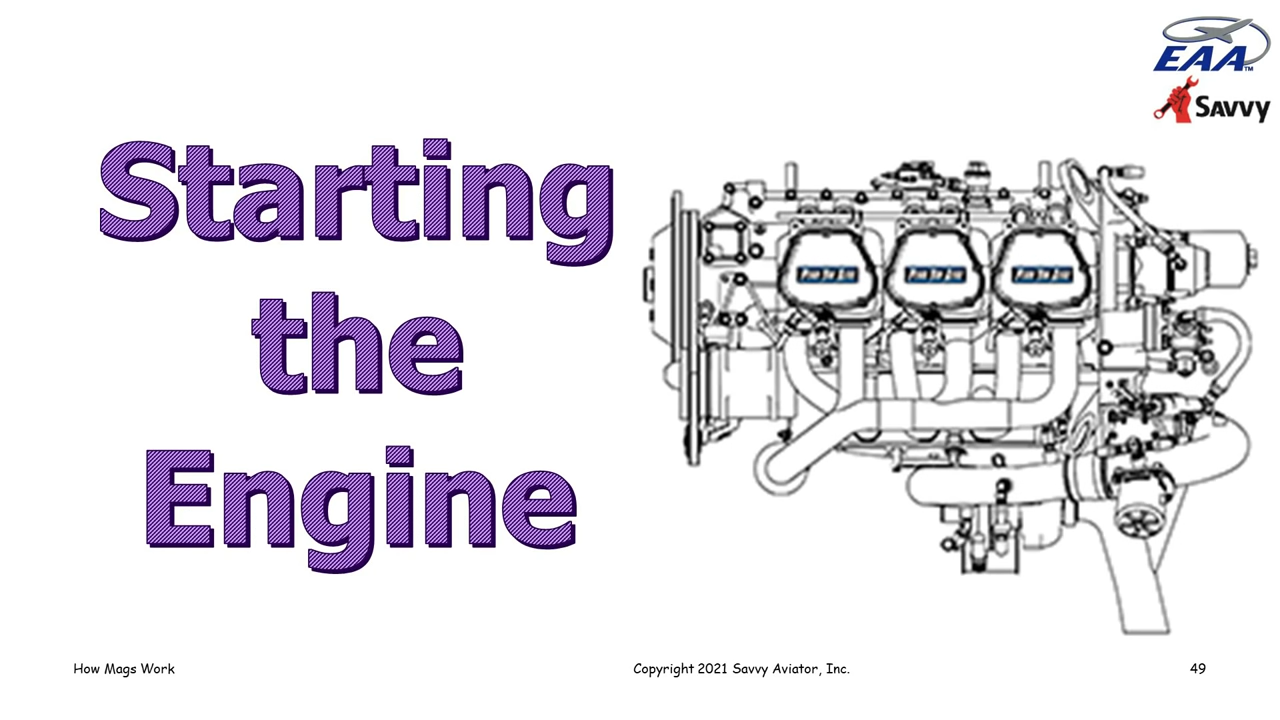 EAA
SAVVY
Starting
the
Engine
How Mags Work
Copyright 2021 Savvy Aviator, Inc.
49